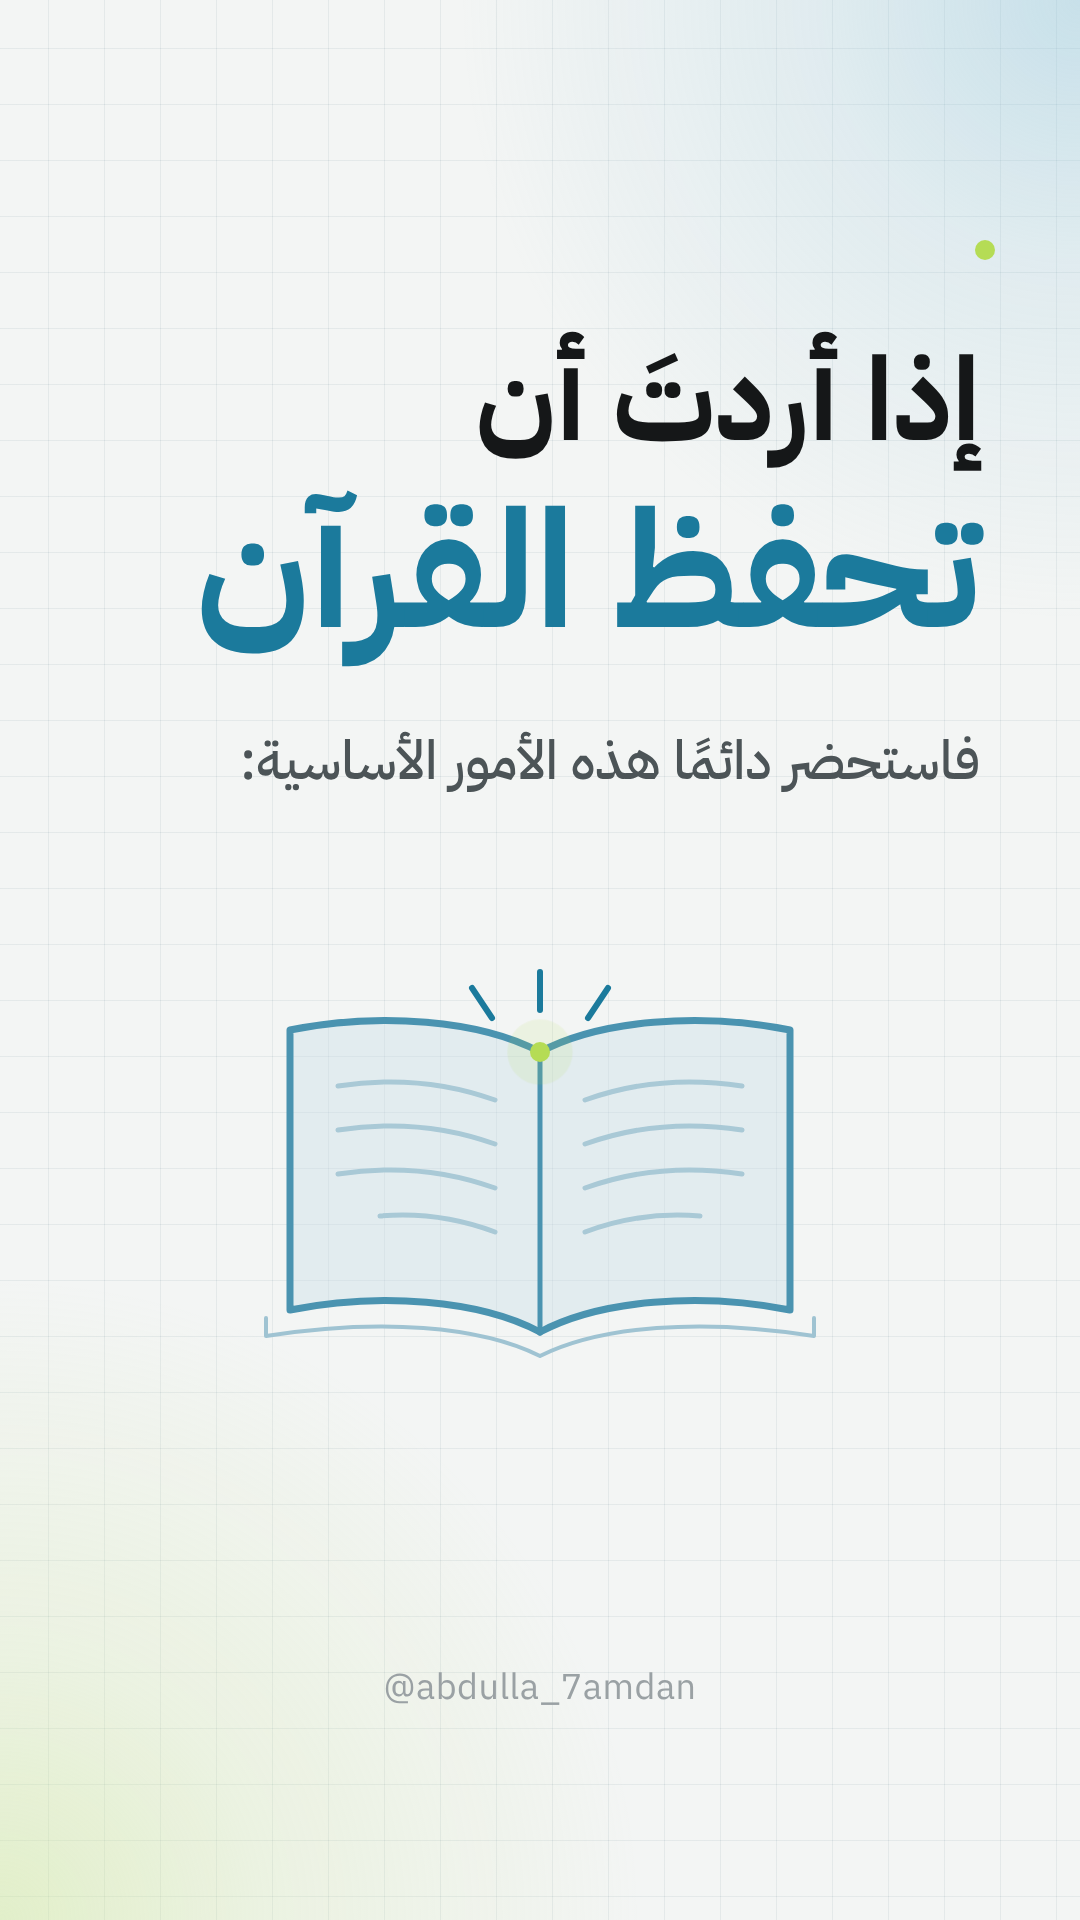 إذا أردتَ أن
تحفظ القرآن
فاستحضر دائمًا هذه الأمور الأساسية:
@abdulla_7amdan